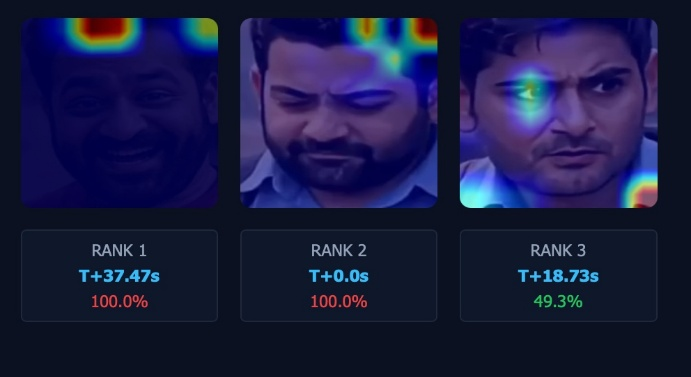 RANK 1
T+37.47s
100.0%
RANK 2
T+0.0s
100.0%
RANK 3
T+18.73s
49.3%